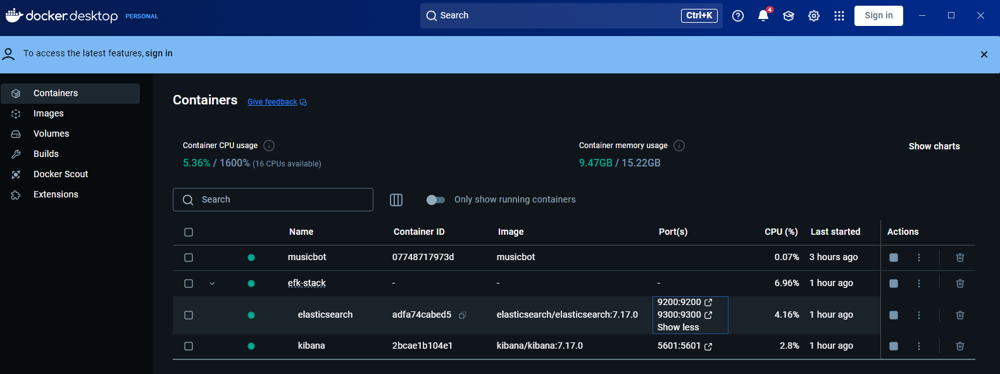 docker.desktop PERSONAL Search Ctrl+K 4 Sign in
To access the latest features, sign in
Containers
Images
Volumes
Builds
Docker Scout
Extensions
Containers Give feedback
Container CPU usage
5.36% / 1600% (16 CPUs available)
Container memory usage
9.47GB / 15.22GB
Show charts
Search Only show running containers
Name Container ID Image Port(s) CPU (%) Last started Actions
musicbot 07748717973d musicbot 0.07% 3 hours ago
efk-stack - - - 6.96% 1 hour ago
elasticsearch adfa74cabed5 elasticsearch/elasticsearch:7.17.0 9200:9200
9300:9300
Show less
4.16% 1 hour ago
kibana 2bcae1b104e1 kibana/kibana:7.17.0 5601:5601 2.8% 1 hour ago